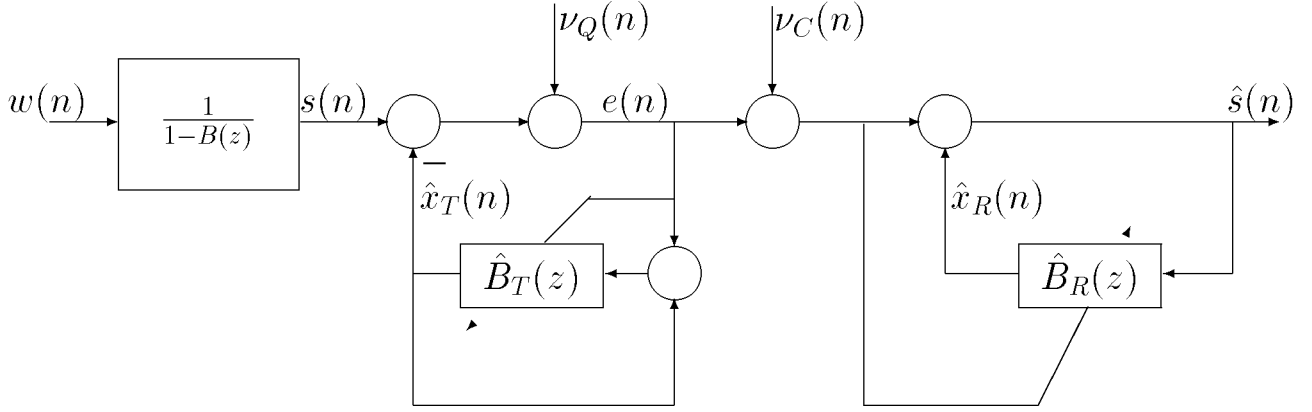 ν_Q(n)
ν_C(n)
w(n)
1/(1−B(z))
s(n)
e(n)
ŝ(n)
−
x̂_T(n)
x̂_R(n)
B̂_T(z)
B̂_R(z)